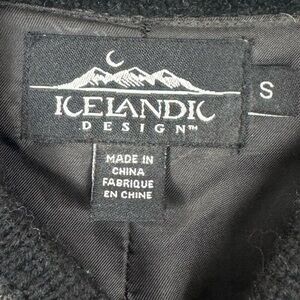 ICELANDIC
DESIGN™
S
MADE IN
CHINA
FABRIQUE
EN CHINE